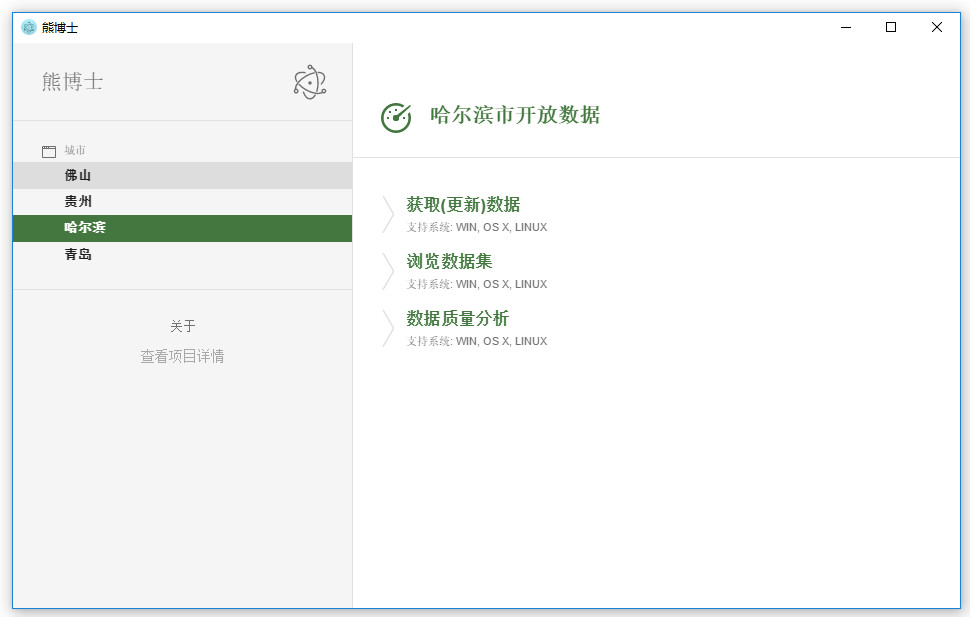 熊博士
熊博士
城市
佛山
贵州
哈尔滨
青岛
关于
查看项目详情
哈尔滨市开放数据
获取(更新)数据
支持系统: WIN, OS X, LINUX
浏览数据集
支持系统: WIN, OS X, LINUX
数据质量分析
支持系统: WIN, OS X, LINUX